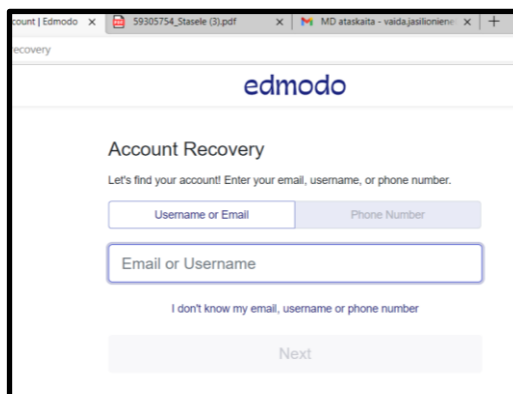 count | Edmodo
59305754_Stasele (3).pdf
MD ataskaita - vaida.jasilioniene
ecovery
edmodo
Account Recovery
Let's find your account! Enter your email, username, or phone number.
Username or Email
Phone Number
Email or Username
I don't know my email, username or phone number
Next